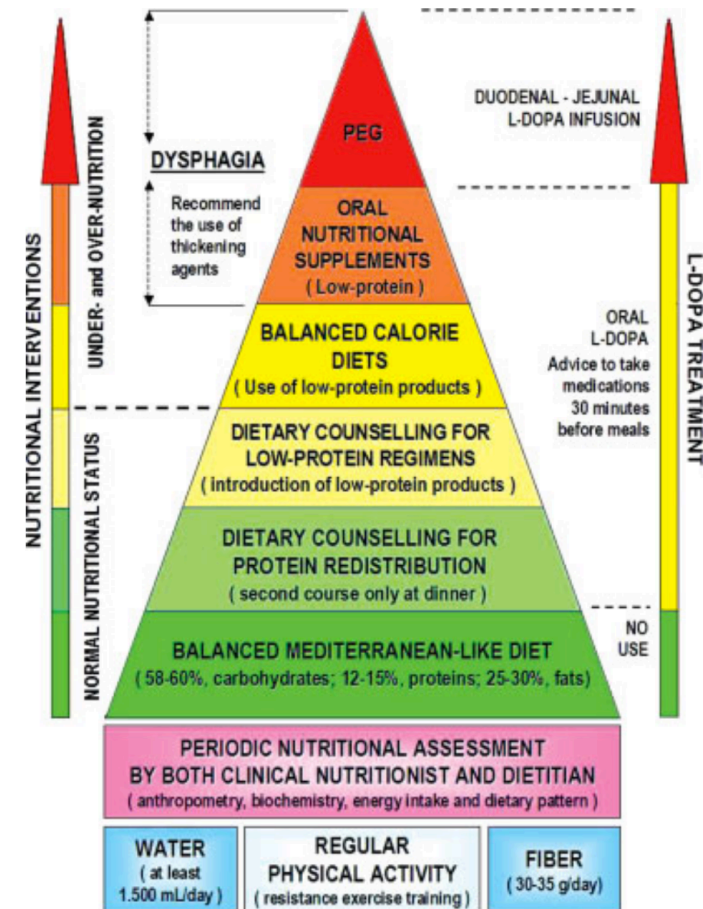 PEG
ORAL
NUTRITIONAL
SUPPLEMENTS
( Low-protein )
BALANCED CALORIE
DIETS
( Use of low-protein products )
DIETARY COUNSELLING FOR
LOW-PROTEIN REGIMENS
( introduction of low-protein products )
DIETARY COUNSELLING FOR
PROTEIN REDISTRIBUTION
( second course only at dinner )
BALANCED MEDITERRANEAN-LIKE DIET
(58-60%, carbohydrates; 12-15%, proteins; 25-30%, fats)
PERIODIC NUTRITIONAL ASSESSMENT
BY BOTH CLINICAL NUTRITIONIST AND DIETITIAN
( anthropometry, biochemistry, energy intake and dietary pattern )
WATER
( at least
1.500 mL/day )
REGULAR
PHYSICAL ACTIVITY
( resistance exercise training )
FIBER
(30-35 g/day)
NUTRITIONAL INTERVENTIONS
UNDER- and OVER-NUTRITION
NORMAL NUTRITIONAL STATUS
DYSPHAGIA
Recommend
the use of
thickening
agents
DUODENAL - JEJUNAL
L-DOPA INFUSION
ORAL
L-DOPA
Advice to take
medications
30 minutes
before meals
NO
USE
L-DOPA TREATMENT